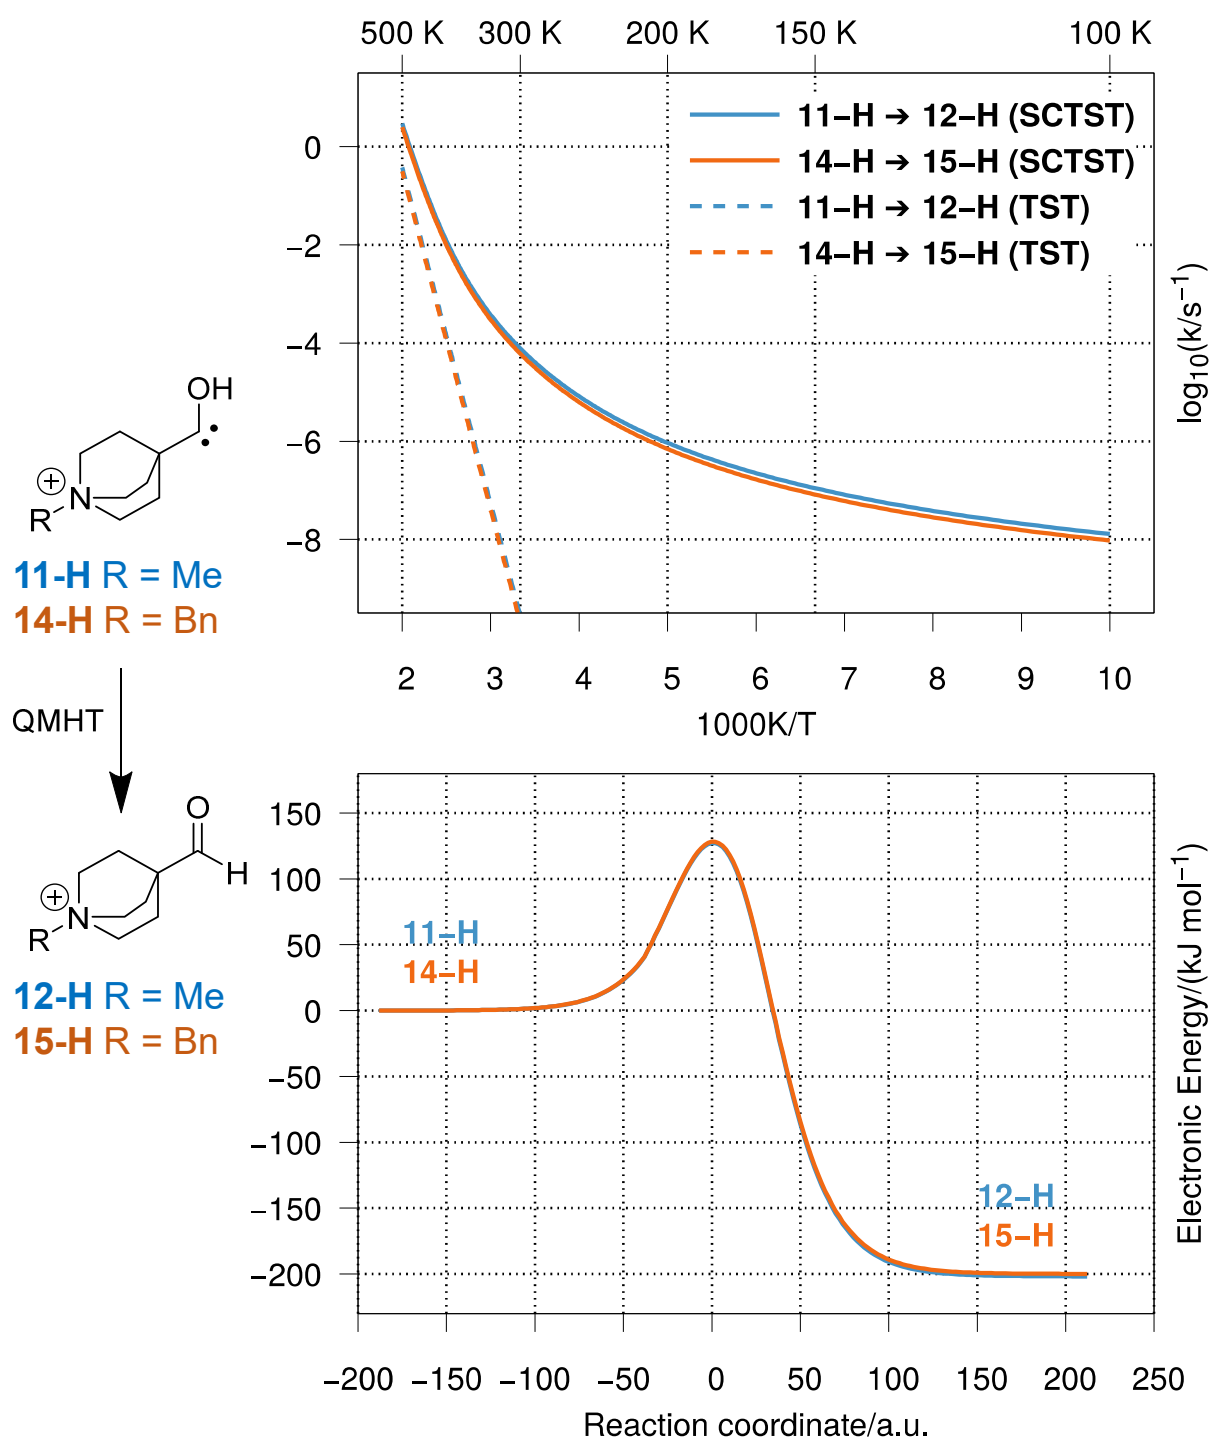 500 K 300 K 200 K 150 K 100 K
11–H ➔ 12–H (SCTST)
14–H ➔ 15–H (SCTST)
11–H ➔ 12–H (TST)
14–H ➔ 15–H (TST)
0
−2
−4
−6
−8
log₁₀(k/s⁻¹)
2 3 4 5 6 7 8 9 10
1000K/T
OH
⊕
N
R
11-H R = Me
14-H R = Bn
QMHT
O
H
⊕
N
R
12-H R = Me
15-H R = Bn
150
100
50
0
−50
−100
−150
−200
11–H
14–H
12–H
15–H
Electronic Energy/(kJ mol⁻¹)
−200 −150 −100 −50 0 50 100 150 200 250
Reaction coordinate/a.u.